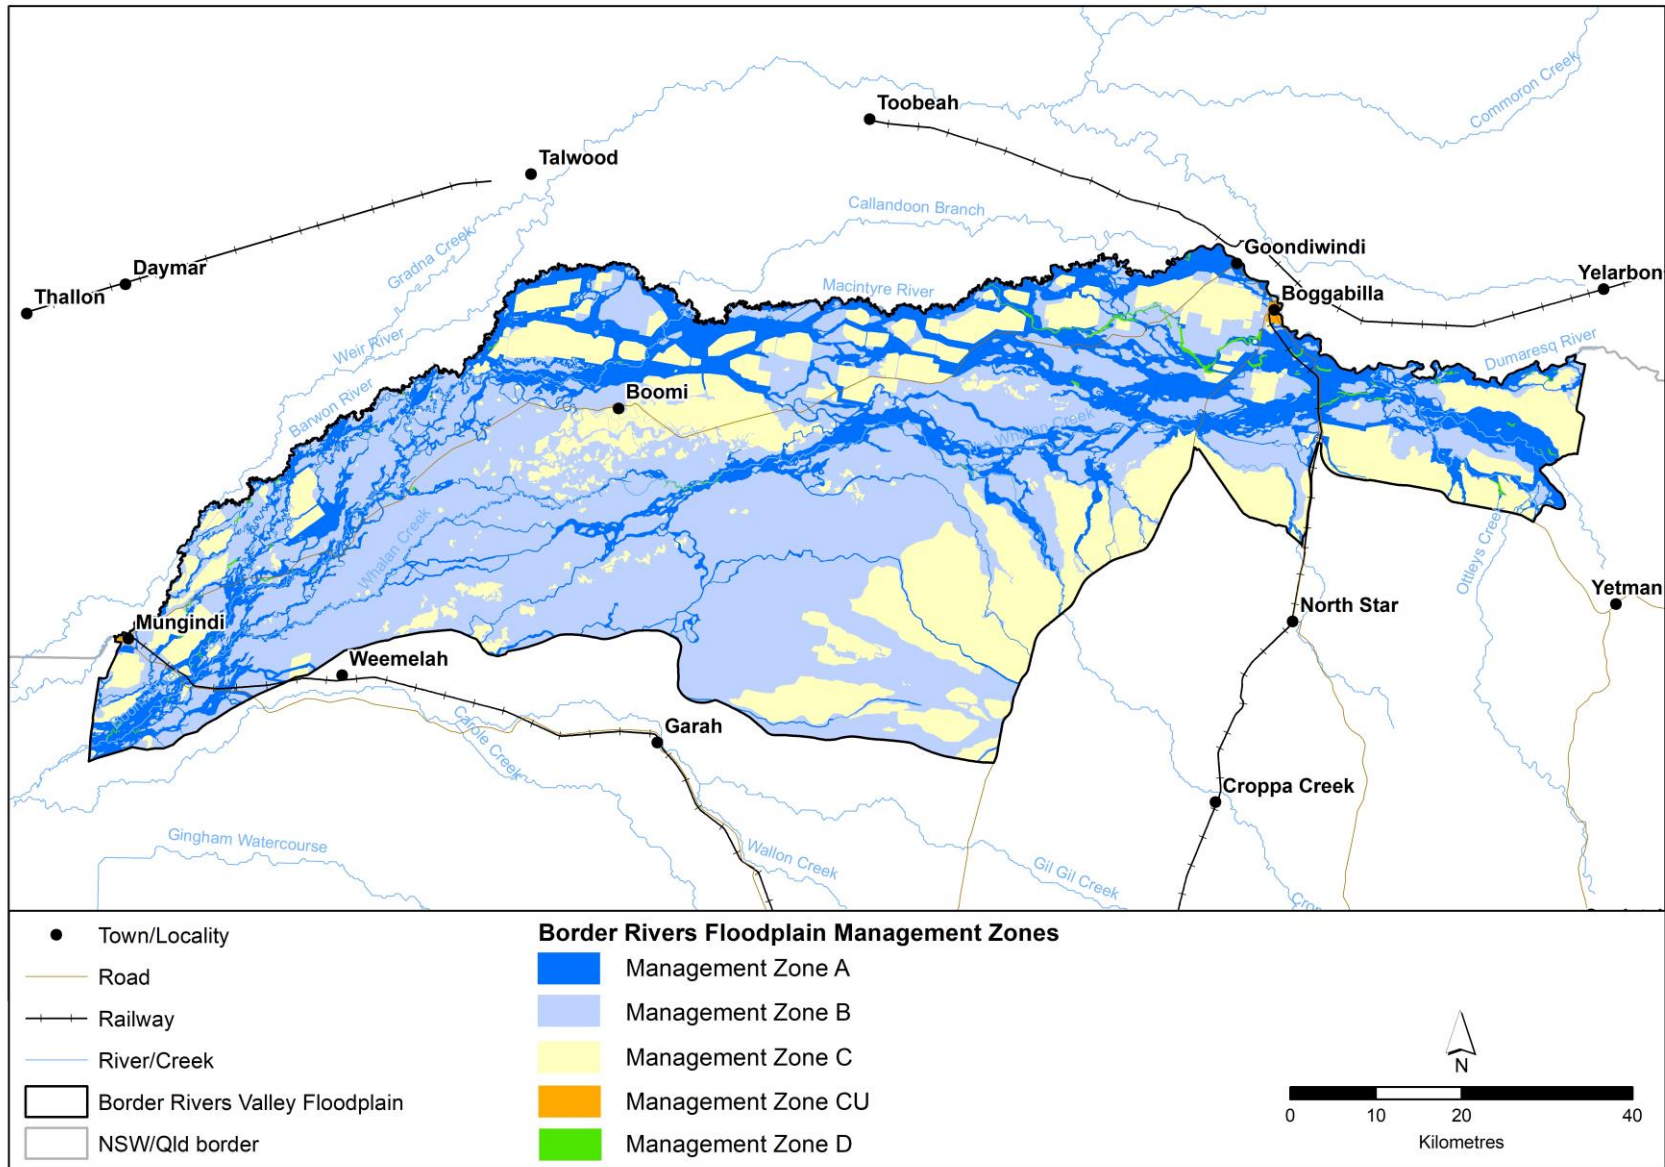 Commoron Creek
Toobeah
Talwood
Callandoon Branch
Gradna Creek
Goondiwindi
Daymar
Yelarbon
Thallon
Macintyre River
Boggabilla
Weir River
Dumaresq River
Boomi
Barwon River
Whalan Creek
Whalan Creek
Ottleys Creek
Yetman
North Star
Mungindi
Weemelah
Carole Creek
Garah
Croppa Creek
Gingham Watercourse
Wallon Creek
Gil Gil Creek
Town/Locality
Road
Railway
River/Creek
Border Rivers Valley Floodplain
NSW/Qld border
Border Rivers Floodplain Management Zones
Management Zone A
Management Zone B
Management Zone C
Management Zone CU
Management Zone D
N
0 10 20 40
Kilometres